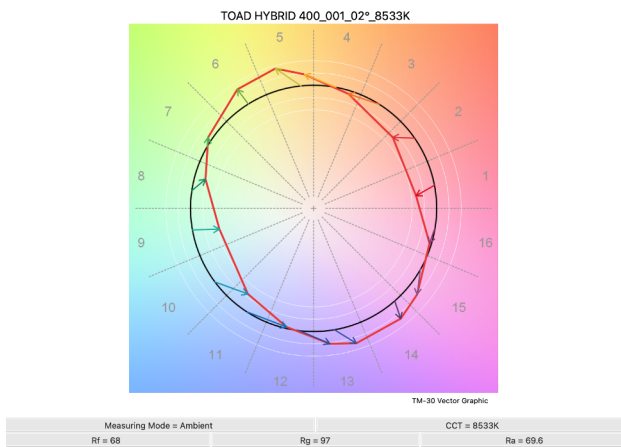 TOAD HYBRID 400_001_02°_8533K
5 4
6 3
7 2
8 1
9 16
10 15
11 14
12 13
TM-30 Vector Graphic
Measuring Mode = Ambient CCT = 8533K
Rf = 68 Rg = 97 Ra = 69.6